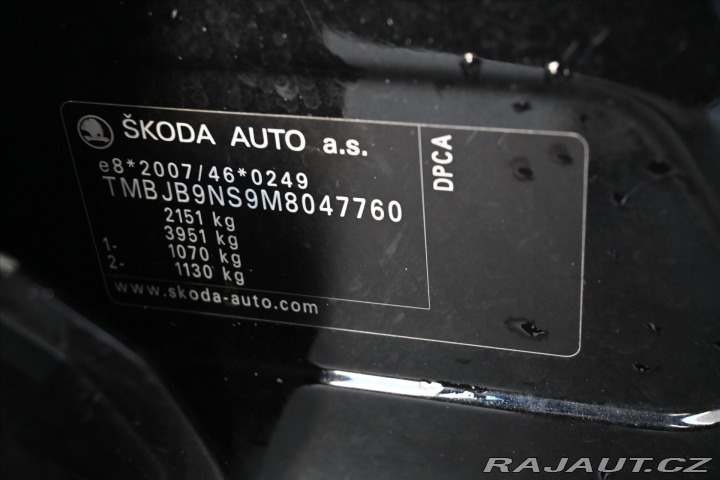 ŠKODA AUTO a.s.
e8*2007/46*0249
TMBJB9NS9M8047760
2151 kg
3951 kg
1- 1070 kg
2- 1130 kg
www.skoda-auto.com
DPCA
RAJAUT.CZ